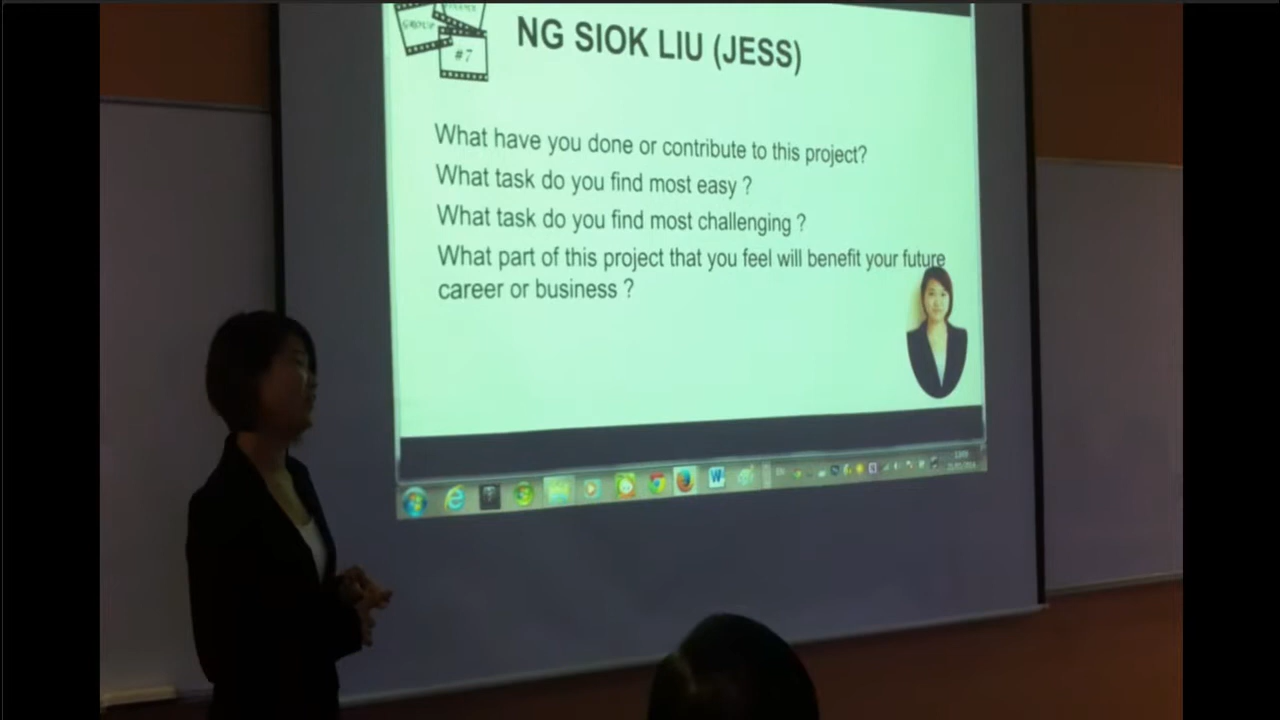 GROUP
#7
NG SIOK LIU (JESS)
What have you done or contribute to this project?
What task do you find most easy ?
What task do you find most challenging ?
What part of this project that you feel will benefit your future
career or business ?
W